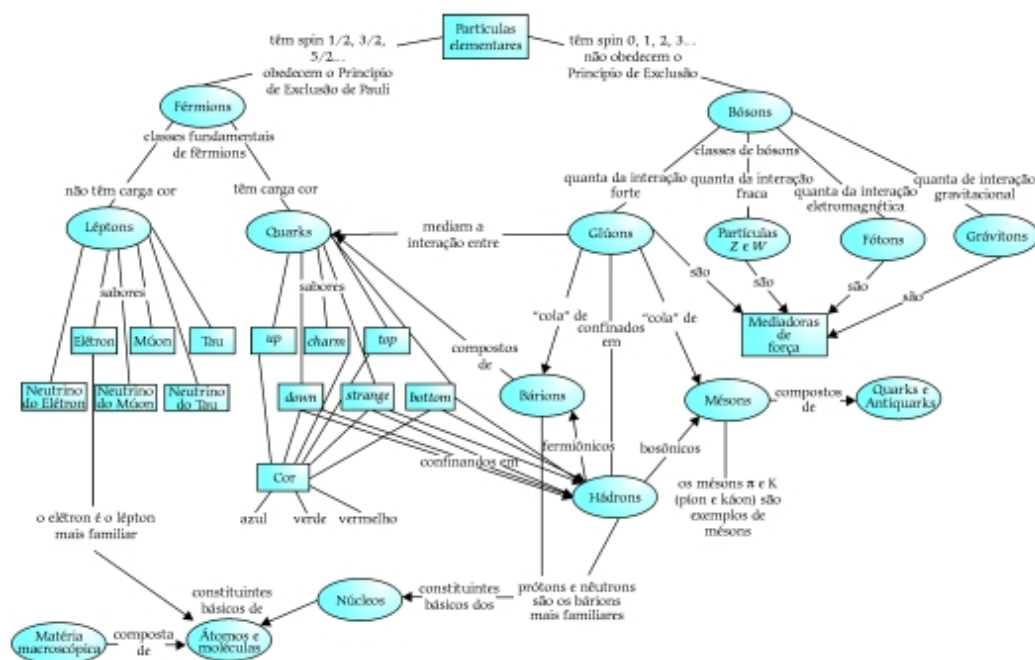 Partículas
elementares
têm spin 1/2, 3/2,
5/2...
obedecem o Princípio
de Exclusão de Pauli
têm spin 0, 1, 2, 3...
não obedecem o
Princípio de Exclusão
Férmions
Bósons
classes fundamentais
de férmions
classes de bósons
não têm carga cor
têm carga cor
quanta da interação
forte
quanta da interação
fraca
quanta da interação
eletromagnética
quanta de interação
gravitacional
Léptons
Quarks
mediam a
interação entre
Glúons
Partículas
Z e W
Fótons
Grávitons
sabores
sabores
são
são
são
são
Elétron
Múon
Tau
up
charm
top
"cola" de
confinados
em
"cola" de
Mediadoras
de
força
compostos
de
Neutrino
do Elétron
Neutrino
do Múon
Neutrino
do Tau
down
strange
bottom
Bárions
Mésons
compostos
de
Quarks e
Antiquarks
fermiônicos
bosônicos
confinandos em
Cor
Hádrons
os mésons π e K
(píon e káon) são
exemplos de
mésons
azul
verde
vermelho
o elétron é o lépton
mais familiar
constituintes
básicos de
Núcleos
constituintes
básicos dos
prótons e nêutrons
são os bárions
mais familiares
Matéria
macroscópica
composta
de
Átomos e
moléculas